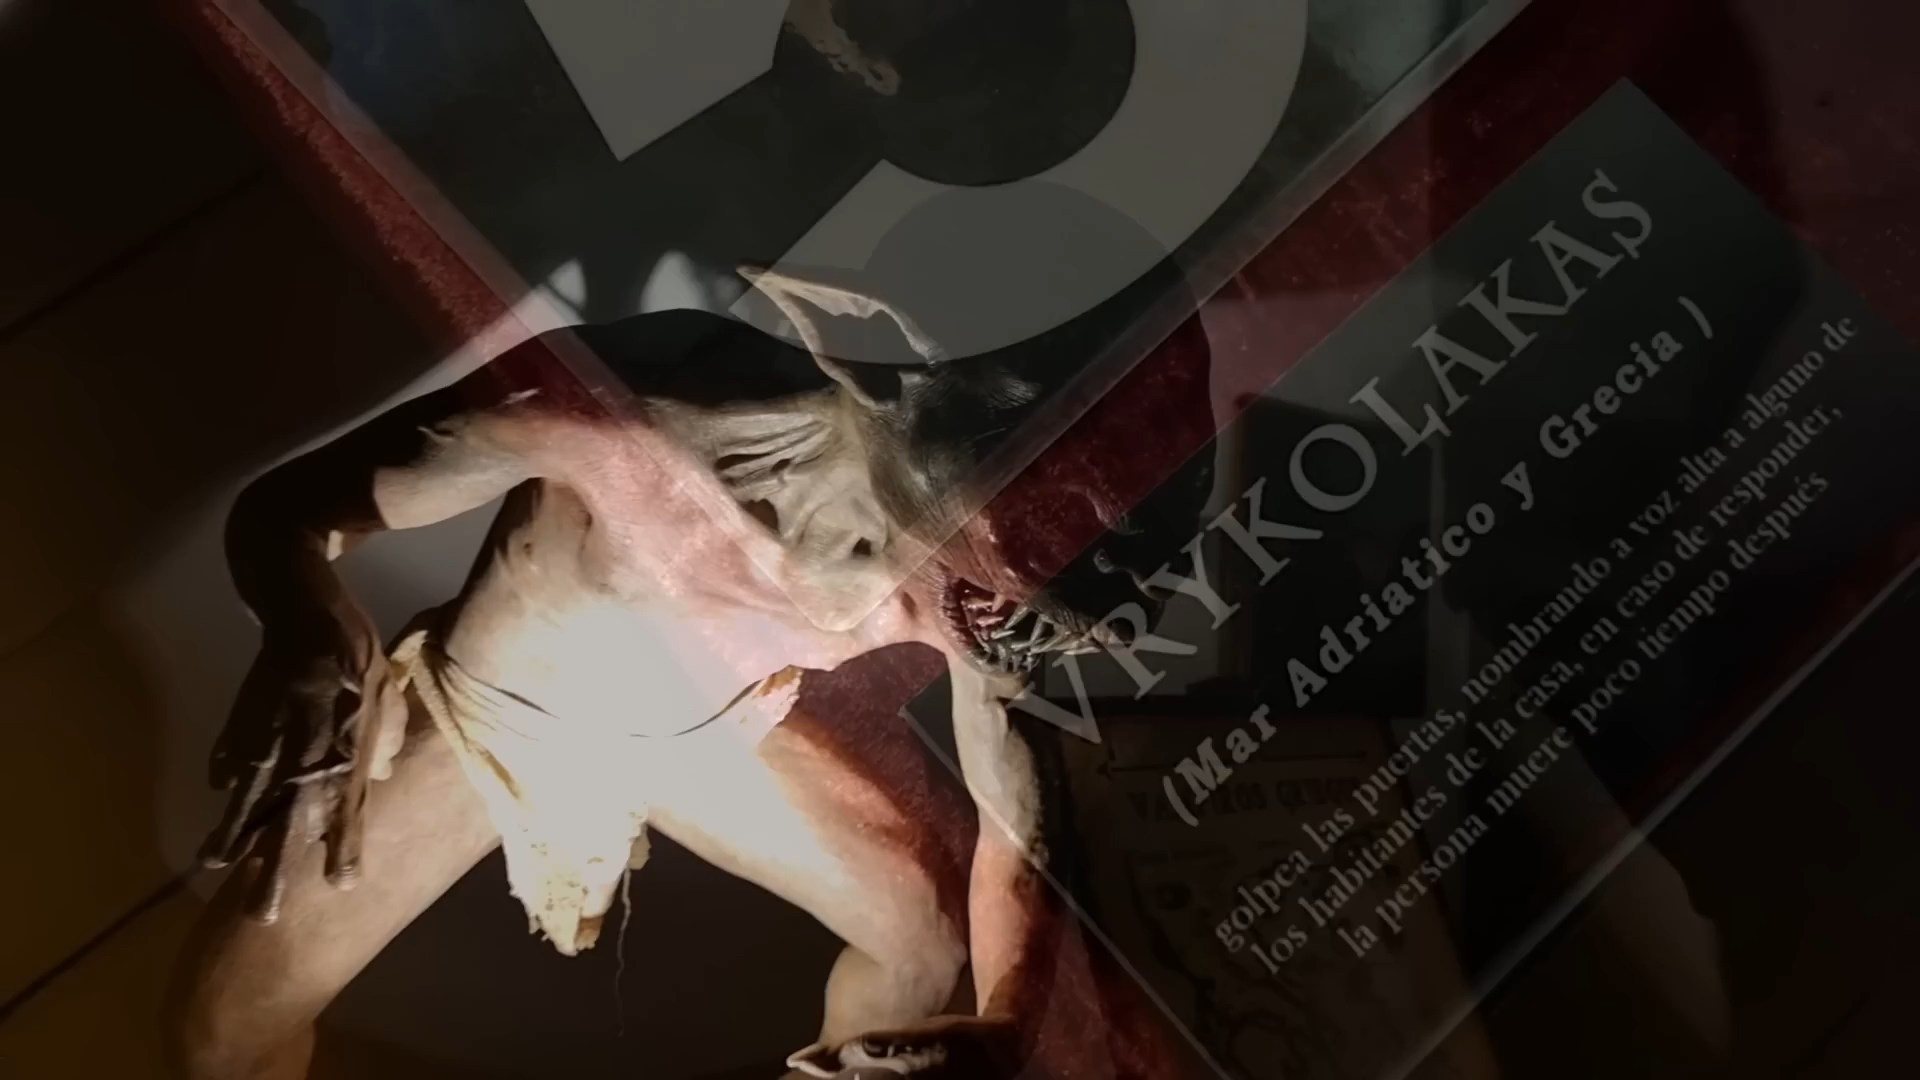 VRYKOLAKAS
(Mar Adriatico y Grecia )
golpea las puertas, nombrando a voz alta a alguno de
los habitantes de la casa, en caso de responder,
la persona muere poco tiempo después